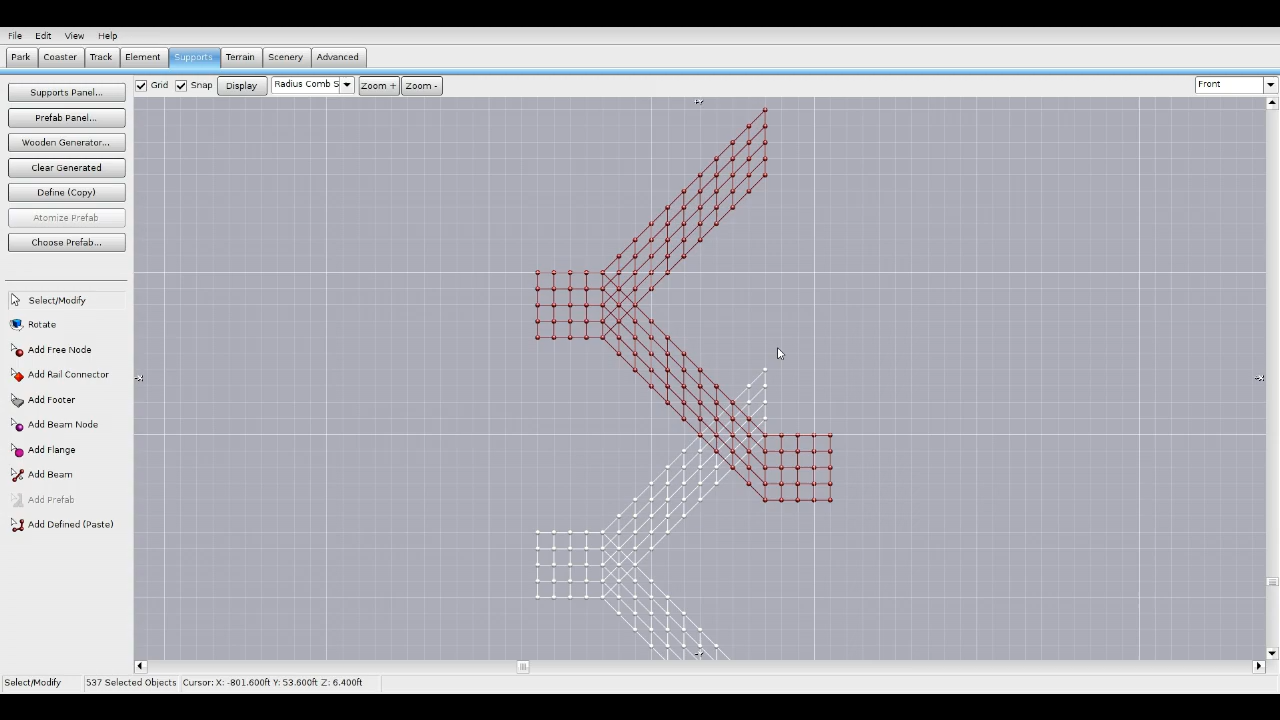 File Edit View Help
Park Coaster Track Element Supports Terrain Scenery Advanced
Supports Panel... Grid Snap Display Radius Comb S Zoom + Zoom - Front
Prefab Panel...
Wooden Generator...
Clear Generated
Define (Copy)
Atomize Prefab
Choose Prefab...
Select/Modify
Rotate
Add Free Node
Add Rail Connector
Add Footer
Add Beam Node
Add Flange
Add Beam
Add Prefab
Add Defined (Paste)
Select/Modify 537 Selected Objects Cursor: X: -801.600ft Y: 53.600ft Z: 6.400ft